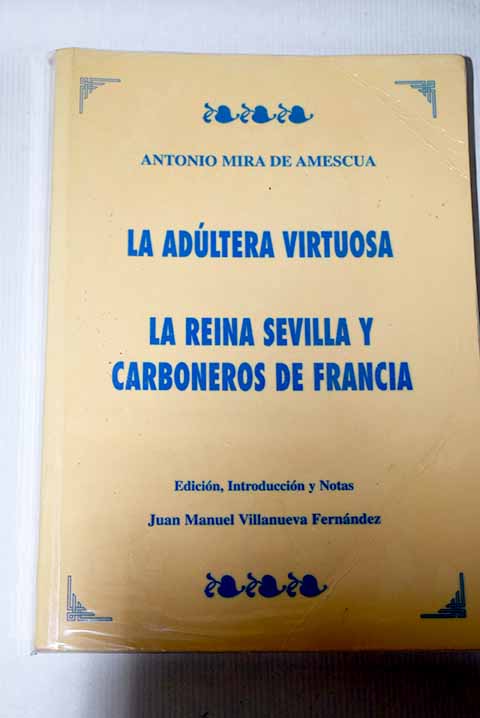 ANTONIO MIRA DE AMESCUA
LA ADÚLTERA VIRTUOSA
LA REINA SEVILLA Y
CARBONEROS DE FRANCIA
Edición, Introducción y Notas
Juan Manuel Villanueva Fernández